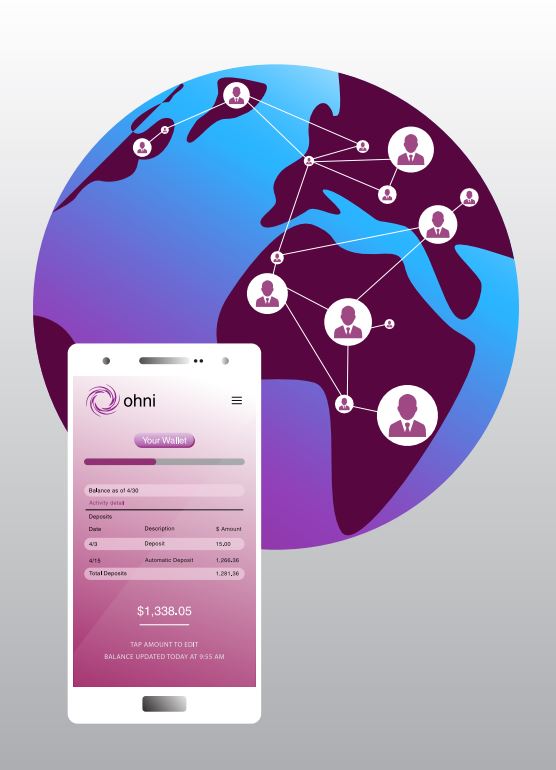 ohni
Your Wallet
Balance as of 4/30
Activity detail
Deposits
Date Description $ Amount
4/3 Deposit 15.00
4/15 Automatic Deposit 1,266.36
Total Deposits 1,281,36
$1,338.05
TAP AMOUNT TO EDIT
BALANCE UPDATED TODAY AT 9:55 AM